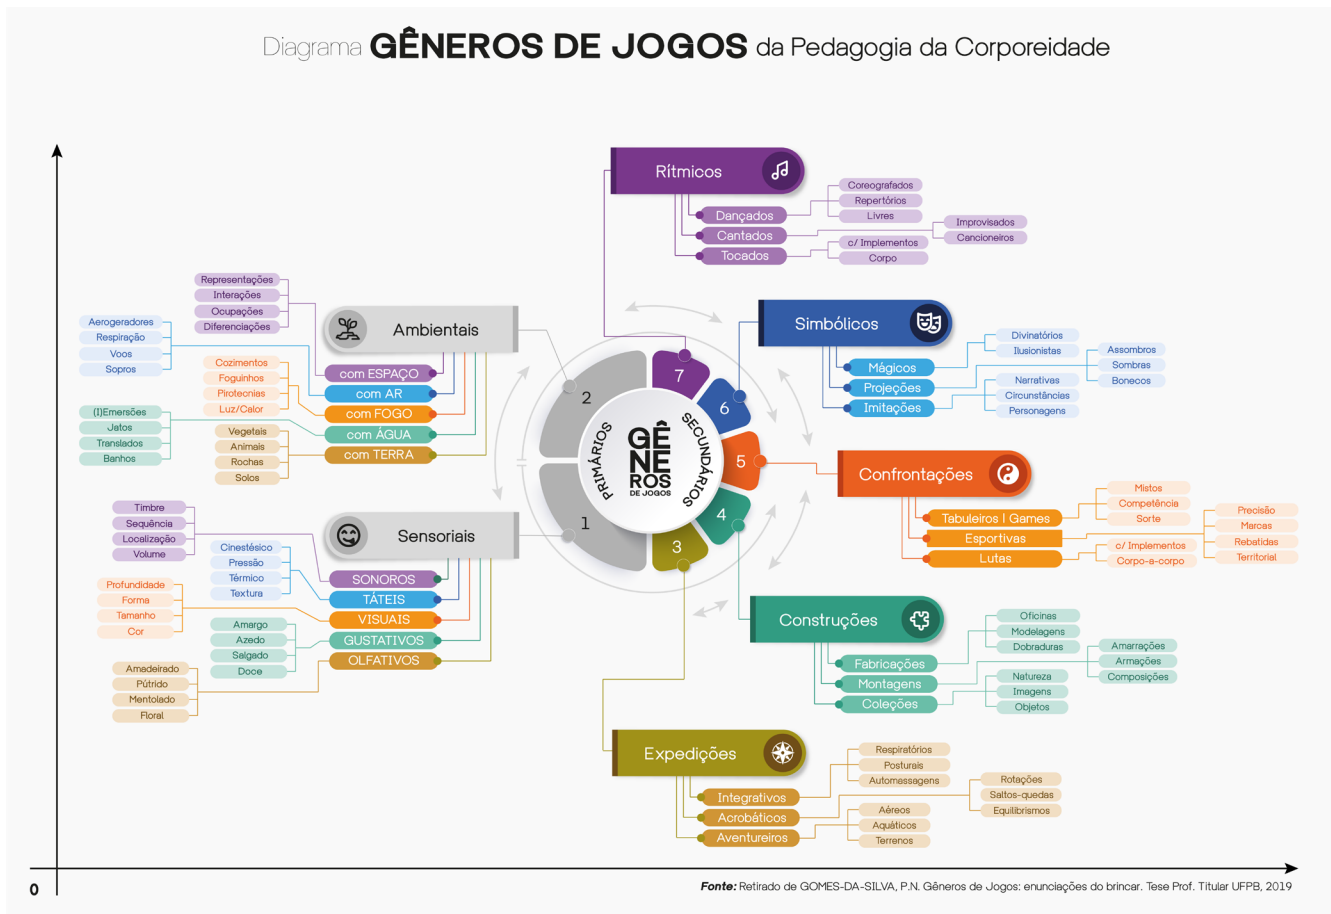 Diagrama GÊNEROS DE JOGOS da Pedagogia da Corporeidade
Rítmicos
Dançados
Cantados
Tocados
Coreografados
Repertórios
Livres
Improvisados
Cancioneiros
c/ Implementos
Corpo
Ambientais
com ESPAÇO
com AR
com FOGO
com ÁGUA
com TERRA
Representações
Interações
Ocupações
Diferenciações
Aerogeradores
Respiração
Voos
Sopros
Cozimentos
Foguinhos
Pirotecnias
Luz/Calor
(I)Emersões
Jatos
Translados
Banhos
Vegetais
Animais
Rochas
Solos
Simbólicos
Mágicos
Projeções
Imitações
Divinatórios
Ilusionistas
Assombros
Sombras
Bonecos
Narrativas
Circunstâncias
Personagens
7
6
5
4
3
2
1
PRIMÁRIOS
SECUNDÁRIOS
GÊ
NE
ROS
DE JOGOS
Confrontações
Tabuleiros | Games
Esportivas
Lutas
Mistos
Competência
Sorte
Precisão
Marcas
Rebatidas
Territorial
c/ Implementos
Corpo-a-corpo
Sensoriais
SONOROS
TÁTEIS
VISUAIS
GUSTATIVOS
OLFATIVOS
Timbre
Sequência
Localização
Volume
Cinestésico
Pressão
Térmico
Textura
Profundidade
Forma
Tamanho
Cor
Amargo
Azedo
Salgado
Doce
Amadeirado
Pútrido
Mentolado
Floral
Construções
Fabricações
Montagens
Coleções
Oficinas
Modelagens
Dobraduras
Amarrações
Armações
Composições
Natureza
Imagens
Objetos
Expedições
Integrativos
Acrobáticos
Aventureiros
Respiratórios
Posturais
Automassagens
Rotações
Saltos-quedas
Equilibrismos
Aéreos
Aquáticos
Terrenos
0
Fonte: Retirado de GOMES-DA-SILVA, P.N. Gêneros de Jogos: enunciações do brincar. Tese Prof. Titular UFPB, 2019